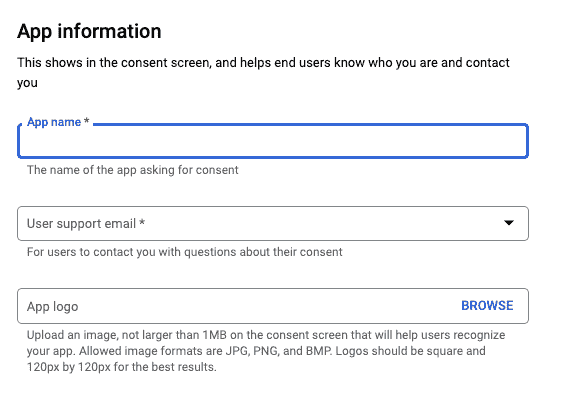 App information
This shows in the consent screen, and helps end users know who you are and contact
you
App name *
The name of the app asking for consent
User support email *
For users to contact you with questions about their consent
App logo
BROWSE
Upload an image, not larger than 1MB on the consent screen that will help users recognize
your app. Allowed image formats are JPG, PNG, and BMP. Logos should be square and
120px by 120px for the best results.